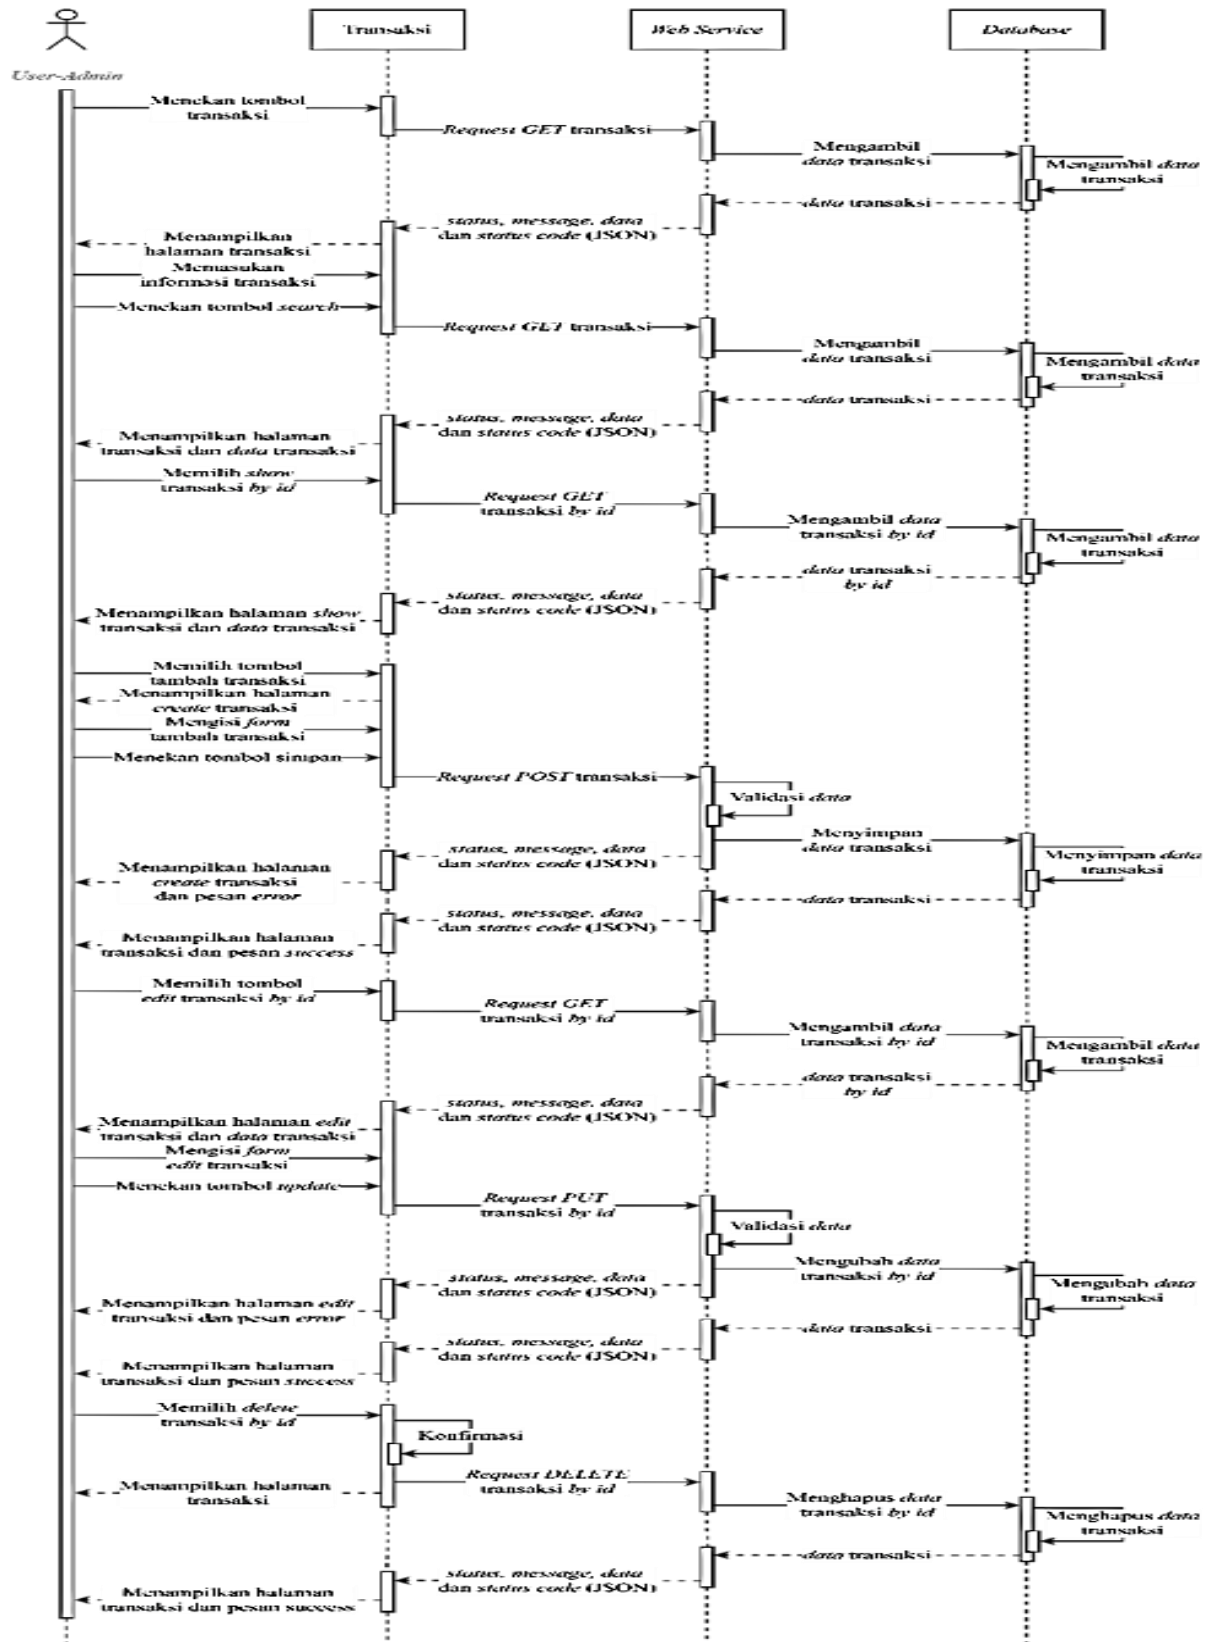 Transaksi
Web Service
Database
User-Admin
Menekan tombol
transaksi
Request GET transaksi
Mengambil
data transaksi
Mengambil data
transaksi
data transaksi
status, message, data
dan status code (JSON)
Menampilkan
halaman transaksi
Memasukan
informasi transaksi
Menekan tombol search
Request GET transaksi
Mengambil
data transaksi
Mengambil data
transaksi
data transaksi
status, message, data
dan status code (JSON)
Menampilkan halaman
transaksi dan data transaksi
Memilih show
transaksi by id
Request GET
transaksi by id
Mengambil data
transaksi by id
Mengambil data
transaksi
data transaksi
by id
status, message, data
dan status code (JSON)
Menampilkan halaman show
transaksi dan data transaksi
Memilih tombol
tambah transaksi
Menampilkan halaman
create transaksi
Mengisi form
tambah transaksi
Menekan tombol simpan
Request POST transaksi
Validasi data
Menyimpan
data transaksi
Menyimpan data
transaksi
status, message, data
dan status code (JSON)
Menampilkan halaman
create transaksi
dan pesan error
data transaksi
status, message, data
dan status code (JSON)
Menampilkan halaman
transaksi dan pesan success
Memilih tombol
edit transaksi by id
Request GET
transaksi by id
Mengambil data
transaksi by id
Mengambil data
transaksi
data transaksi
by id
status, message, data
dan status code (JSON)
Menampilkan halaman edit
transaksi dan data transaksi
Mengisi form
edit transaksi
Menekan tombol update
Request PUT
transaksi by id
Validasi data
Mengubah data
transaksi by id
Mengubah data
transaksi
status, message, data
dan status code (JSON)
Menampilkan halaman edit
transaksi dan pesan error
data transaksi
status, message, data
dan status code (JSON)
Menampilkan halaman
transaksi dan pesan success
Memilih delete
transaksi by id
Konfirmasi
Request DELETE
transaksi by id
Menampilkan halaman
transaksi
Menghapus data
transaksi by id
Menghapus data
transaksi
data transaksi
status, message, data
dan status code (JSON)
Menampilkan halaman
transaksi dan pesan success